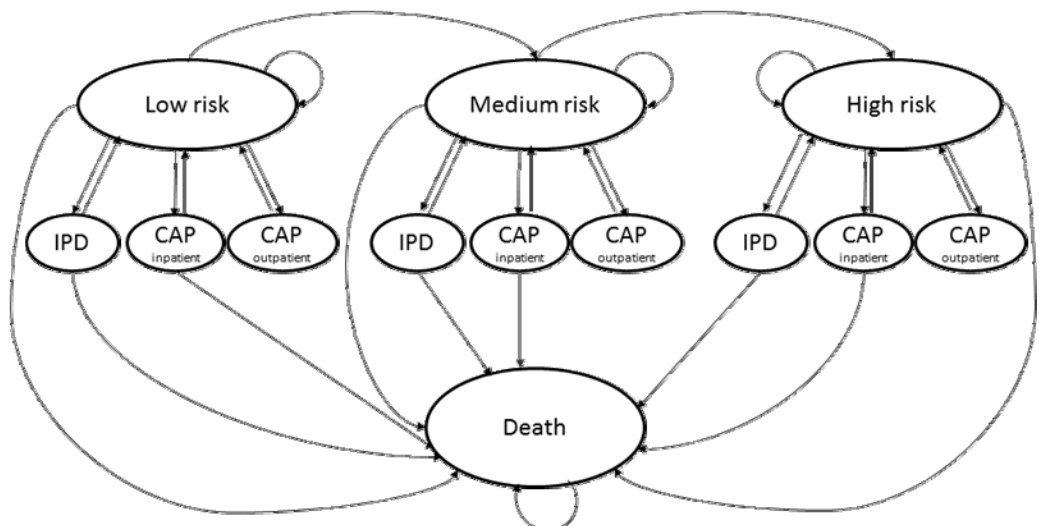 Low risk
Medium risk
High risk
IPD
CAP
inpatient
CAP
outpatient
IPD
CAP
inpatient
CAP
outpatient
IPD
CAP
inpatient
CAP
outpatient
Death